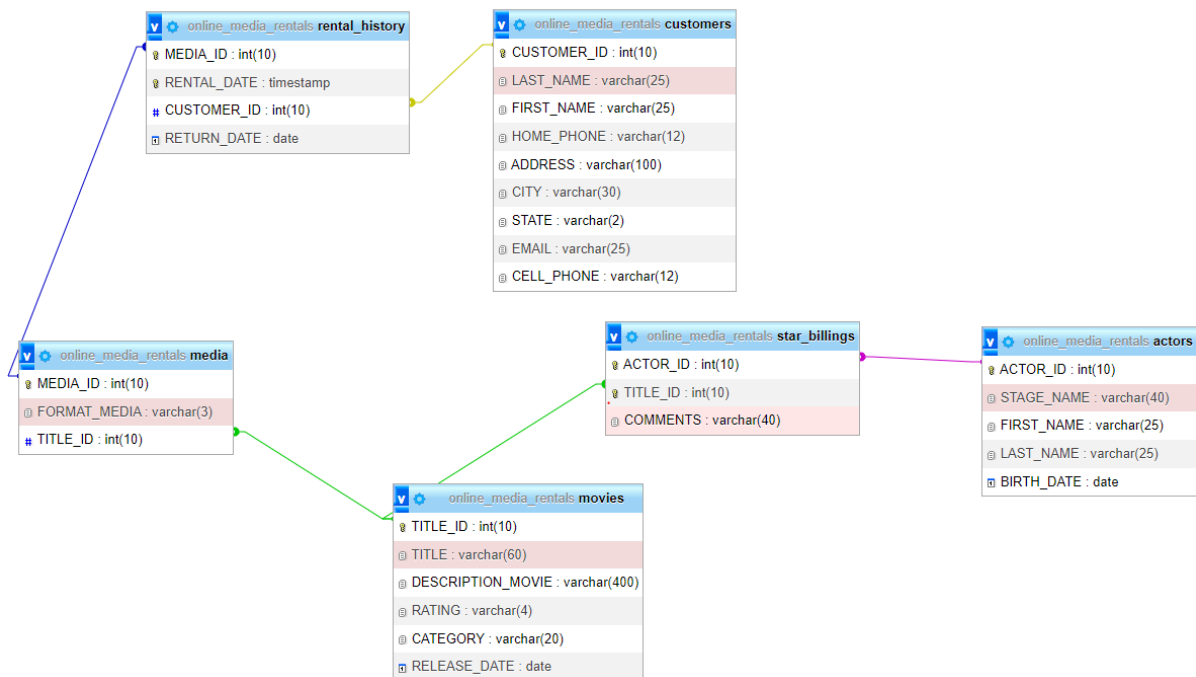 online_media_rentals rental_history
MEDIA_ID : int(10)
RENTAL_DATE : timestamp
CUSTOMER_ID : int(10)
RETURN_DATE : date
online_media_rentals customers
CUSTOMER_ID : int(10)
LAST_NAME : varchar(25)
FIRST_NAME : varchar(25)
HOME_PHONE : varchar(12)
ADDRESS : varchar(100)
CITY : varchar(30)
STATE : varchar(2)
EMAIL : varchar(25)
CELL_PHONE : varchar(12)
online_media_rentals media
MEDIA_ID : int(10)
FORMAT_MEDIA : varchar(3)
TITLE_ID : int(10)
online_media_rentals star_billings
ACTOR_ID : int(10)
TITLE_ID : int(10)
COMMENTS : varchar(40)
online_media_rentals actors
ACTOR_ID : int(10)
STAGE_NAME : varchar(40)
FIRST_NAME : varchar(25)
LAST_NAME : varchar(25)
BIRTH_DATE : date
online_media_rentals movies
TITLE_ID : int(10)
TITLE : varchar(60)
DESCRIPTION_MOVIE : varchar(400)
RATING : varchar(4)
CATEGORY : varchar(20)
RELEASE_DATE : date